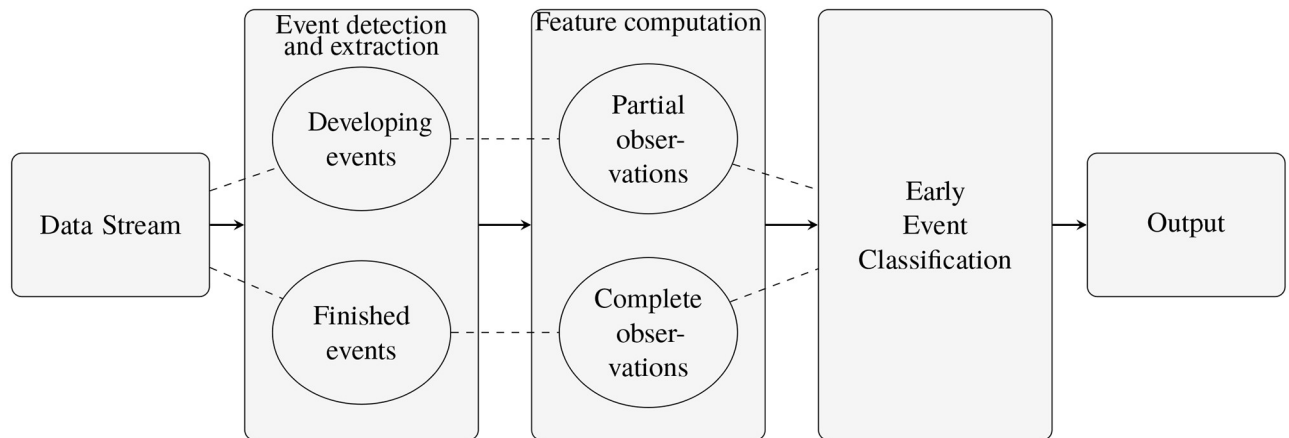 Data Stream
Event detection
and extraction
Developing
events
Finished
events
Feature computation
Partial
obser-
vations
Complete
obser-
vations
Early
Event
Classification
Output